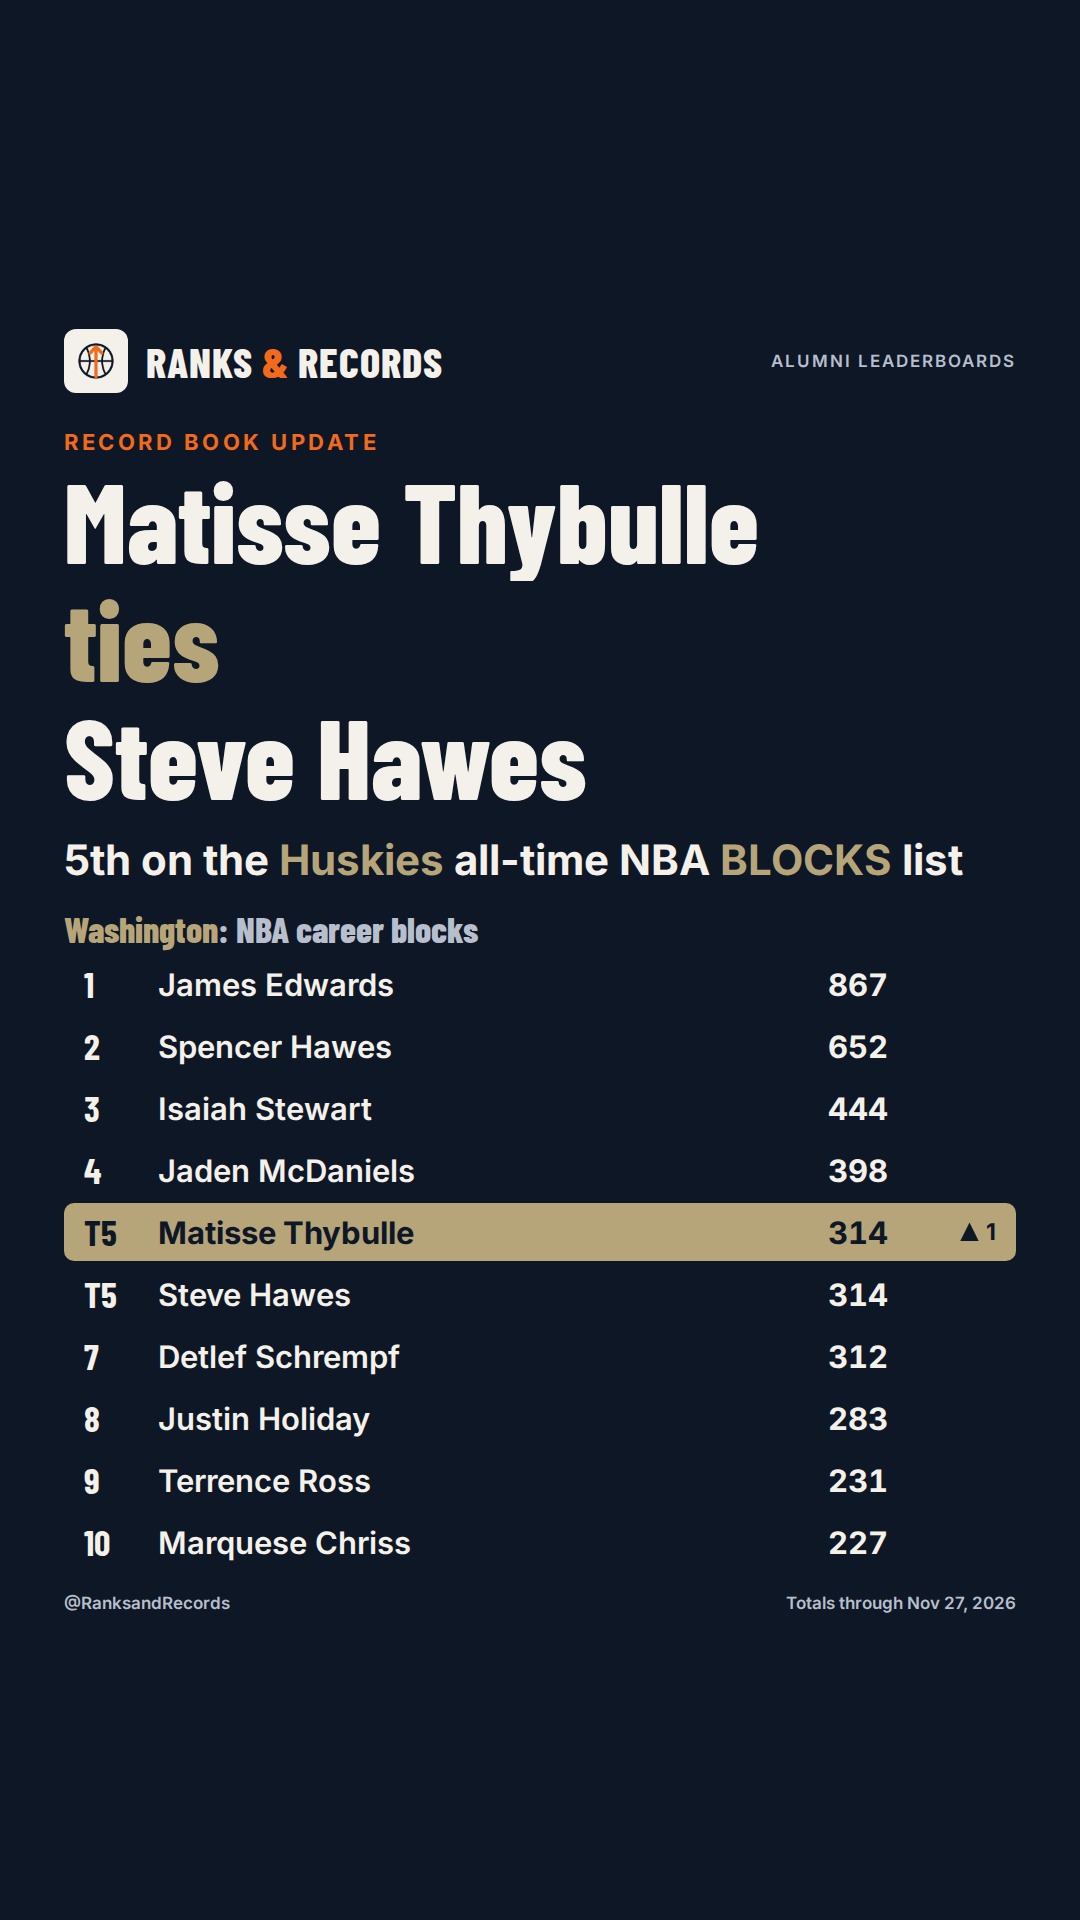 RANKS & RECORDS
ALUMNI LEADERBOARDS
RECORD BOOK UPDATE
Matisse Thybulle
ties
Steve Hawes
5th on the Huskies all-time NBA BLOCKS list
Washington: NBA career blocks
1 James Edwards 867
2 Spencer Hawes 652
3 Isaiah Stewart 444
4 Jaden McDaniels 398
T5 Matisse Thybulle 314 ▲ 1
T5 Steve Hawes 314
7 Detlef Schrempf 312
8 Justin Holiday 283
9 Terrence Ross 231
10 Marquese Chriss 227
@RanksandRecords
Totals through Nov 27, 2026